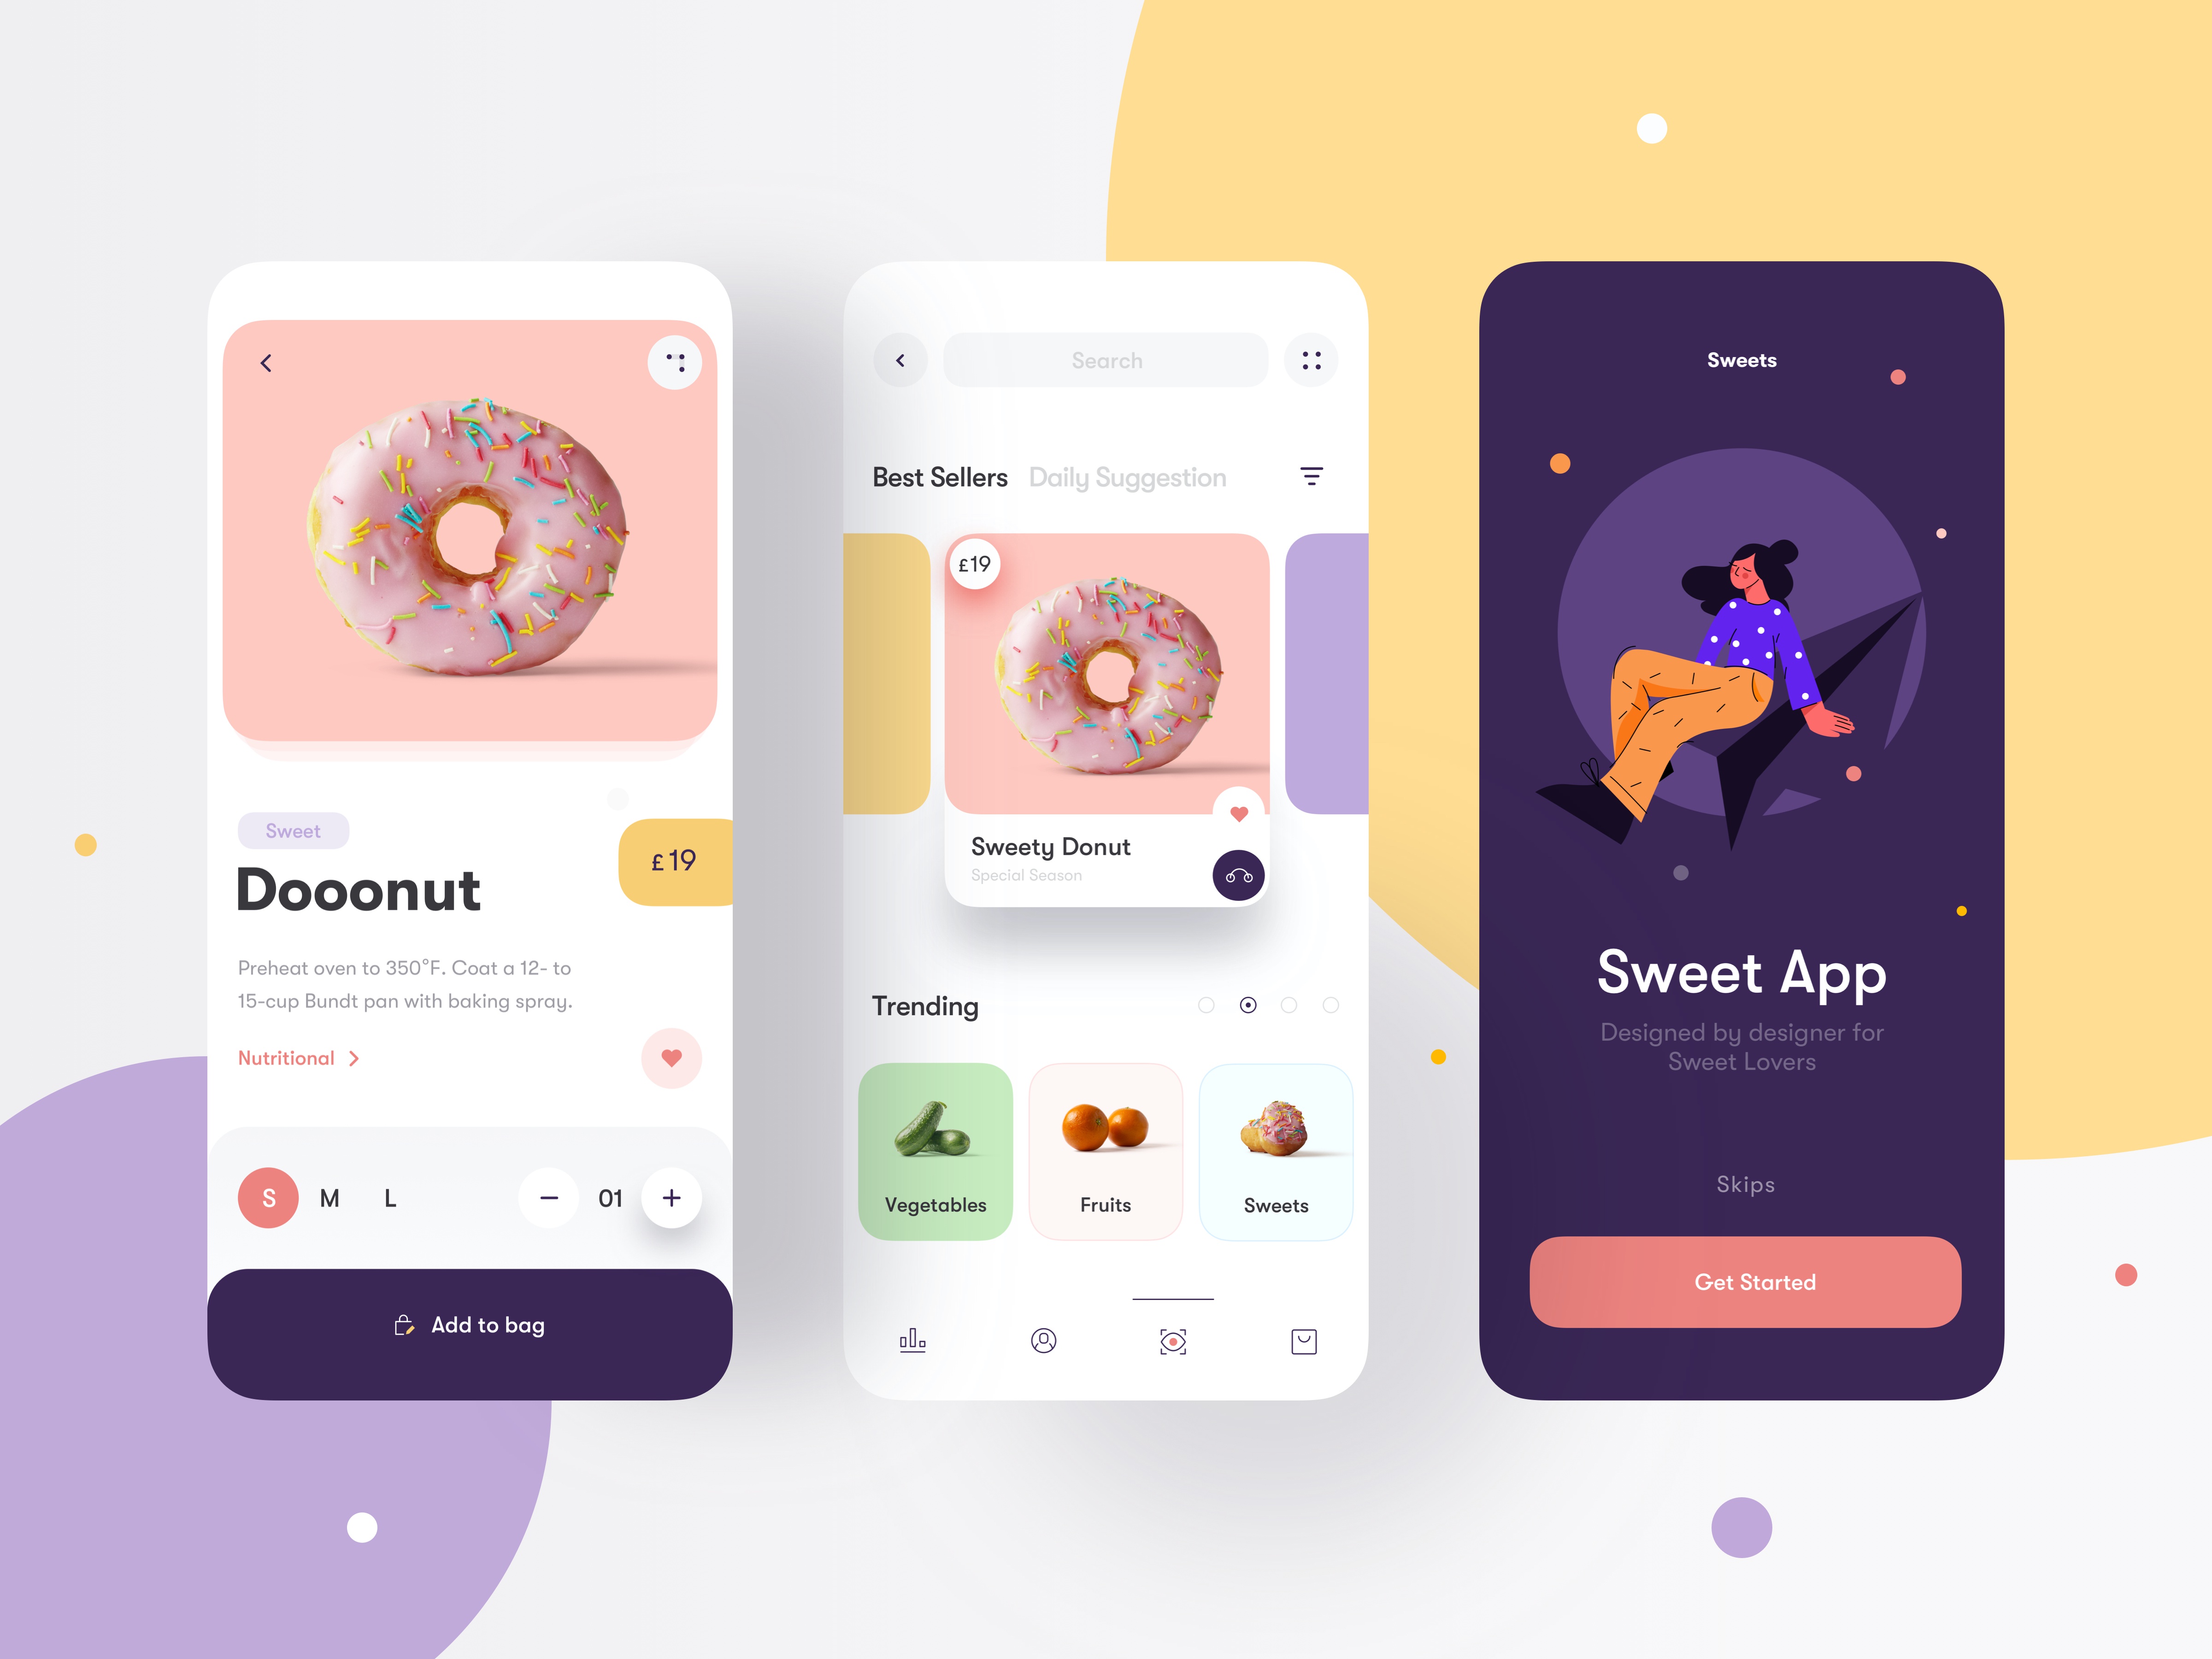 Sweet
Dooonut
£ 19
Preheat oven to 350°F. Coat a 12- to
15-cup Bundt pan with baking spray.
Nutritional
S M L
01
Add to bag
Search
Best Sellers Daily Suggestion
£19
Sweety Donut
Special Season
Trending
Vegetables
Fruits
Sweets
Sweets
Sweet App
Designed by designer for
Sweet Lovers
Skips
Get Started